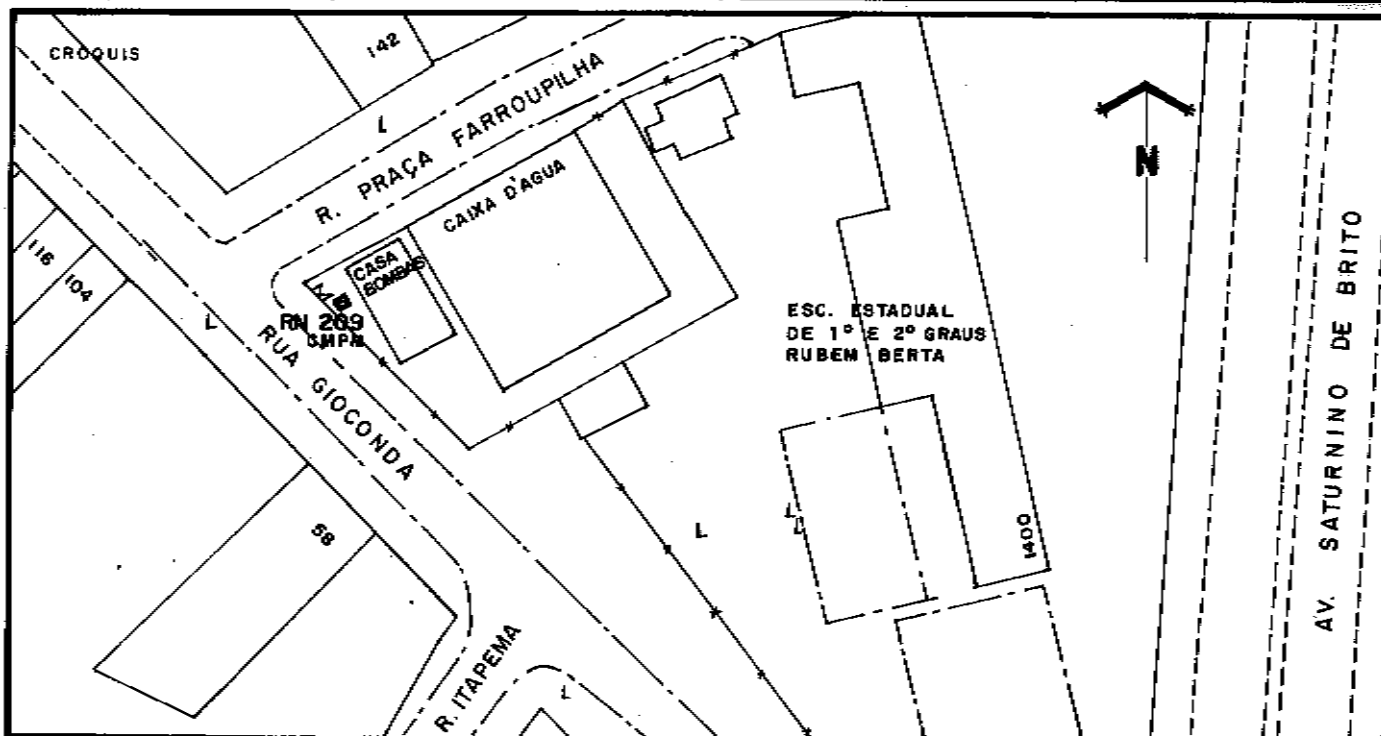 CROQUIS
142
R. PRAÇA FARROUPILHA
L
CAIXA D'AGUA
CASA
BOMBAS
M
RN 209
CMPM
116
104
L
RUA GIOCONDA
58
R. ITAPEMA
L
ESC. ESTADUAL
DE 1º E 2º GRAUS
RUBEM BERTA
L
L
L
1400
N
AV. SATURNINO DE BRITO